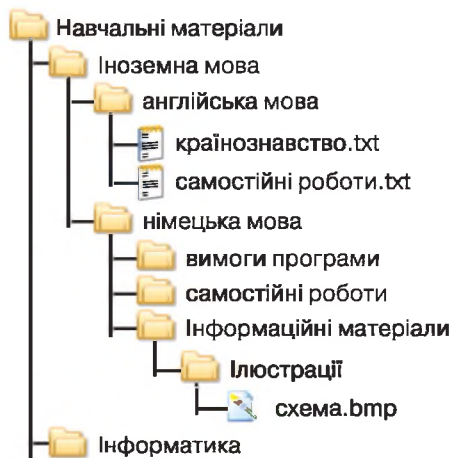 Навчальні матеріали
Іноземна мова
англійська мова
країнознавство.txt
самостійні роботи.txt
німецька мова
вимоги програми
самостійні роботи
Інформаційні матеріали
Ілюстрації
схема.bmp
Інформатика